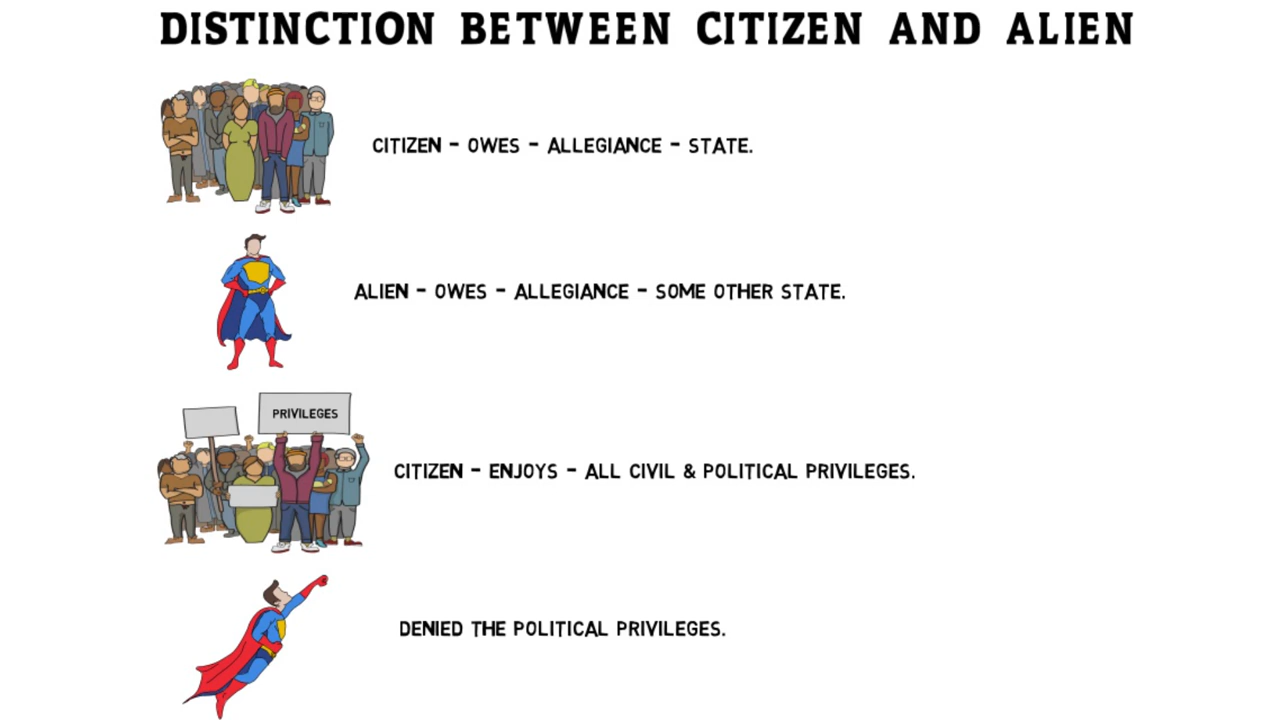 DISTINCTION BETWEEN CITIZEN AND ALIEN
CITIZEN - OWES - ALLEGIANCE - STATE.
ALIEN - OWES - ALLEGIANCE - SOME OTHER STATE.
PRIVILEGES
CITIZEN - ENJOYS - ALL CIVIL & POLITICAL PRIVILEGES.
DENIED THE POLITICAL PRIVILEGES.